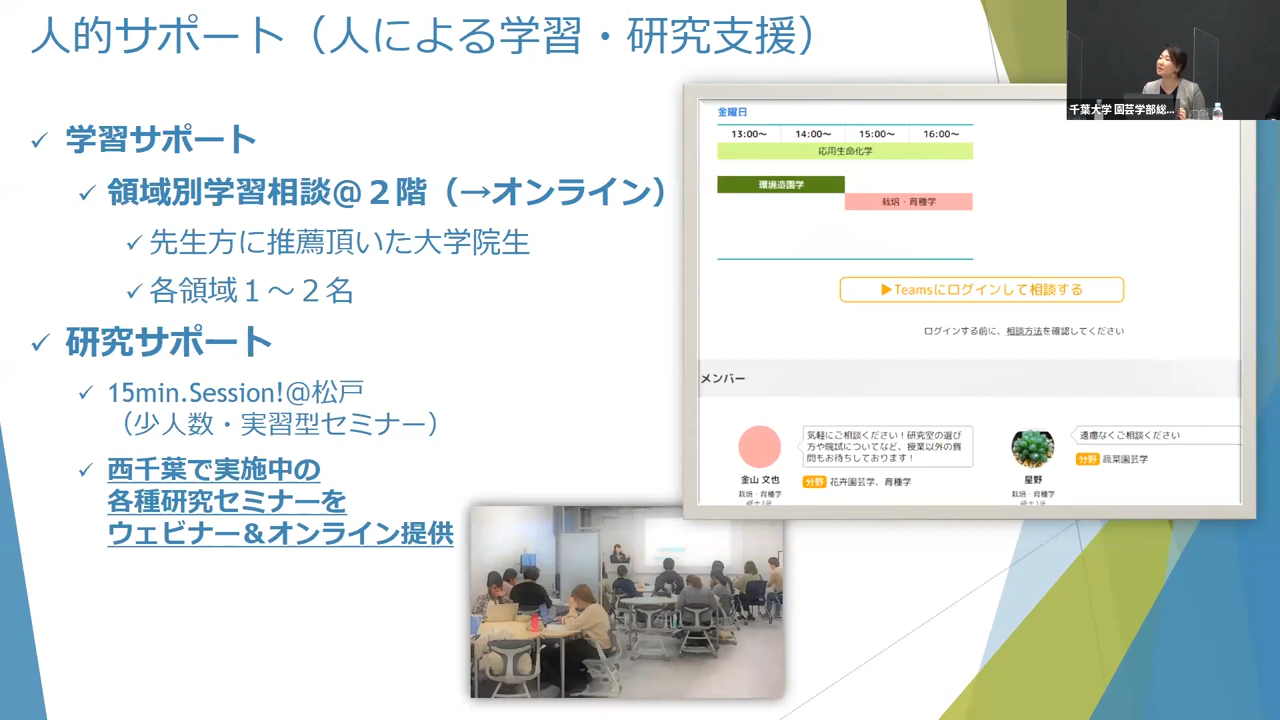 人的サポート（人による学習・研究支援）
千葉大学 園芸学部総...
✓ 学習サポート
✓ 領域別学習相談@２階（→オンライン）
✓ 先生方に推薦頂いた大学院生
✓ 各領域１～２名
✓ 研究サポート
✓ 15min.Session!@松戸
（少人数・実習型セミナー）
✓ 西千葉で実施中の
各種研究セミナーを
ウェビナー＆オンライン提供
金曜日
13:00～ 14:00～ 15:00～ 16:00～
応用生命化学
環境造園学
栽培・育種学
▶Teamsにログインして相談する
ログインする前に、相談方法を確認してください
メンバー
気軽にご相談ください！研究室の選び
方や院試についてなど、授業以外の質
問もお待ちしております！
金山 文也
分野 花卉園芸学、育種学
栽培・育種学
遠慮なくご相談ください
分野 蔬菜園芸学
星野
栽培・育種学